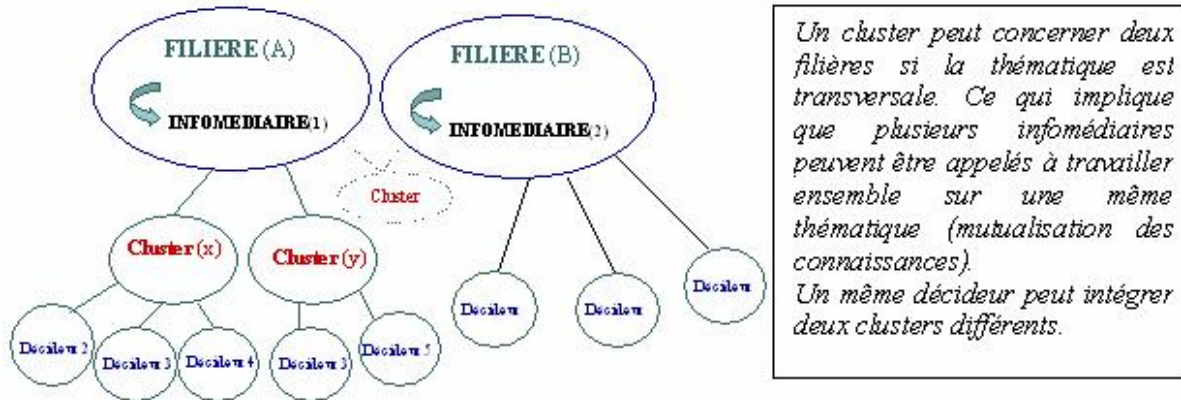 FILIERE (A)
INFOMEDIAIRE(1)
FILIERE (B)
INFOMEDIAIRE(2)
Cluster
Cluster (x)
Cluster (y)
Décideur 2
Décideur 3
Décideur 4
Décideur 3
Décideur 5
Décideur
Décideur
Décideur
Un cluster peut concerner deux
filières si la thématique est
transversale. Ce qui implique
que plusieurs infomédiaires
peuvent être appelés à travailler
ensemble sur une même
thématique (mutualisation des
connaissances).
Un même décideur peut intégrer
deux clusters différents.